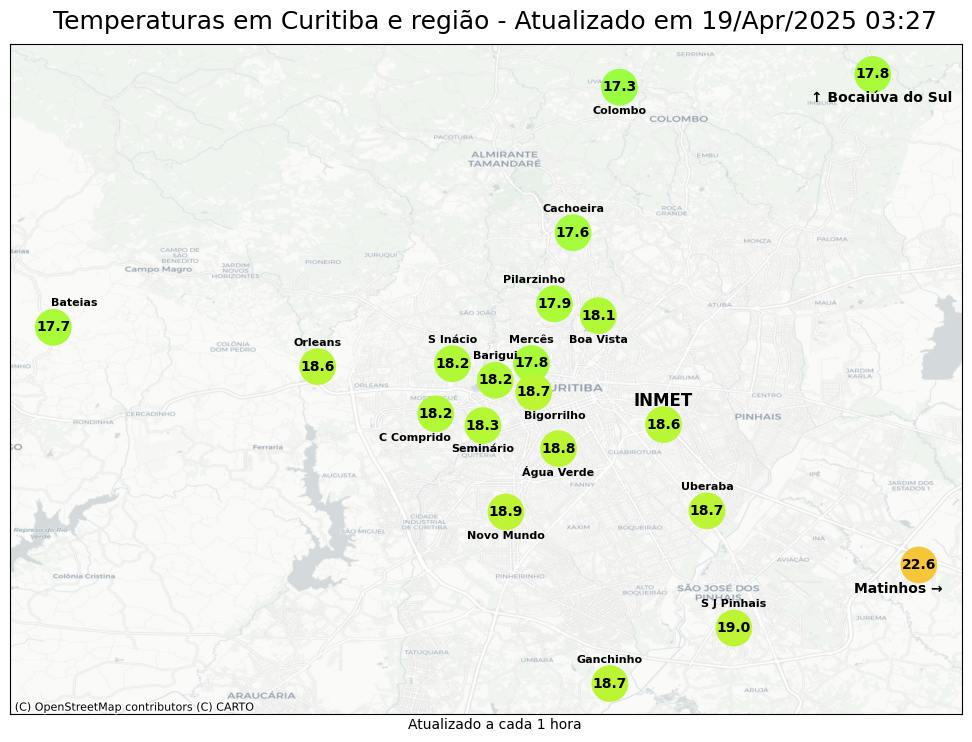 Temperaturas em Curitiba e região - Atualizado em 19/Apr/2025 03:27
SERRINHA
17.8
↑ Bocaiúva do Sul
17.3
Colombo
COLOMBO
PACOTUBA
ALMIRANTE
TAMANDARÉ
EMBU
Cachoeira
17.6
ROÇA
GRANDE
MONZA
PALOMA
CAMPO DE
SÃO
BENEDITO
Campo Magro
JARDIM
NOVOS
HORIZONTES
PIONEIRO
JURUQUI
Pilarzinho
17.9
Bateias
17.7
SÃO JOÃO
18.1
Boa Vista
ATUBA
MAUÁ
COLÔNIA
DOM PEDRO
Orleans
18.6
S Inácio
18.2
Barigui
18.2
Mercês
17.8
18.7
Bigorrilho
ORLEANS
TARUMÃ
JARDIM
KARLA
CENTRO
PINHAIS
INMET
18.6
18.2
C Comprido
18.3
Seminário
CERCADINHO
RONDINHA
Ferraria
18.8
Água Verde
CUABIROTUBA
AUGUSTA
FANNY
IPÊ
JARDIM DOS
ESTADOS I
Uberaba
18.7
18.9
Novo Mundo
CIDADE
INDUSTRIAL
DE CURITIBA
SÃO MIGUEL
XAXIM
BOQUEIRÃO
INÁ
Represa do Rio
Verde
AVIAÇÃO
22.6
Matinhos →
Colônia Cristina
PINHEIRINHO
ALTO
BOQUEIRÃO
SÃO JOSÉ DOS
PINHAIS
S J Pinhais
19.0
JUREMA
TATUQUARA
UMBARÁ
Ganchinho
18.7
ARUJÁ
ARAUCÁRIA
(C) OpenStreetMap contributors (C) CARTO
Atualizado a cada 1 hora